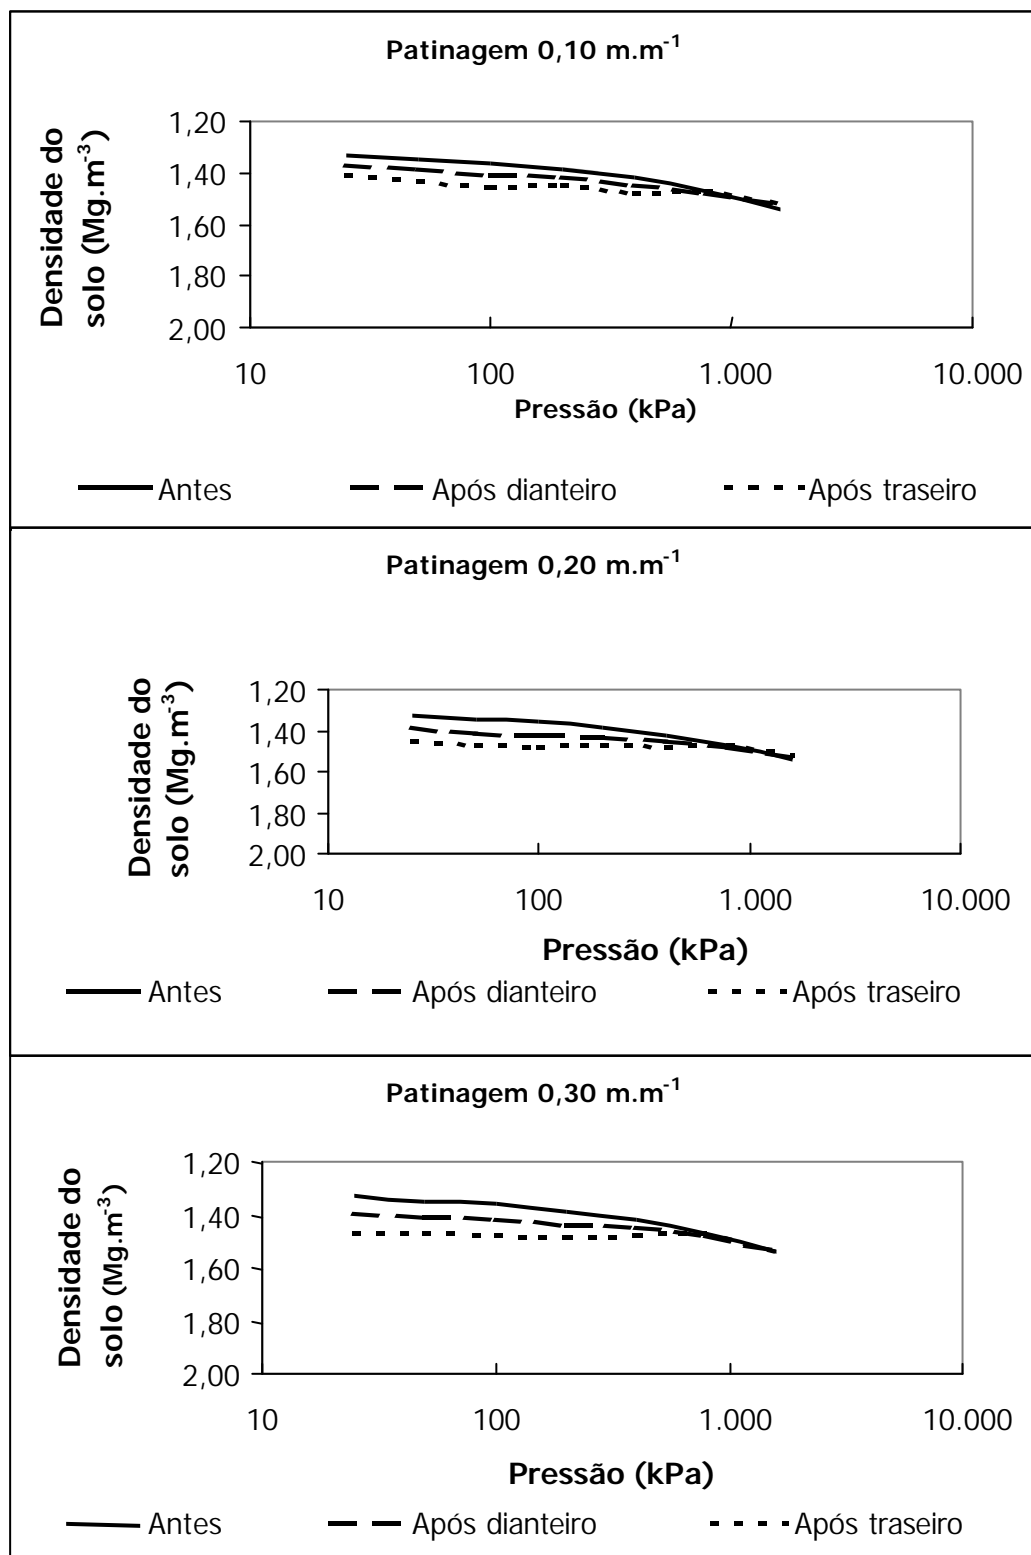 Patinagem 0,10 m.m-1
Densidade do
solo (Mg.m-3)
1,20
1,40
1,60
1,80
2,00
10 100 1.000 10.000
Pressão (kPa)
Antes Após dianteiro Após traseiro
Patinagem 0,20 m.m-1
Densidade do
solo (Mg.m-3)
1,20
1,40
1,60
1,80
2,00
10 100 1.000 10.000
Pressão (kPa)
Antes Após dianteiro Após traseiro
Patinagem 0,30 m.m-1
Densidade do
solo (Mg.m-3)
1,20
1,40
1,60
1,80
2,00
10 100 1.000 10.000
Pressão (kPa)
Antes Após dianteiro Após traseiro